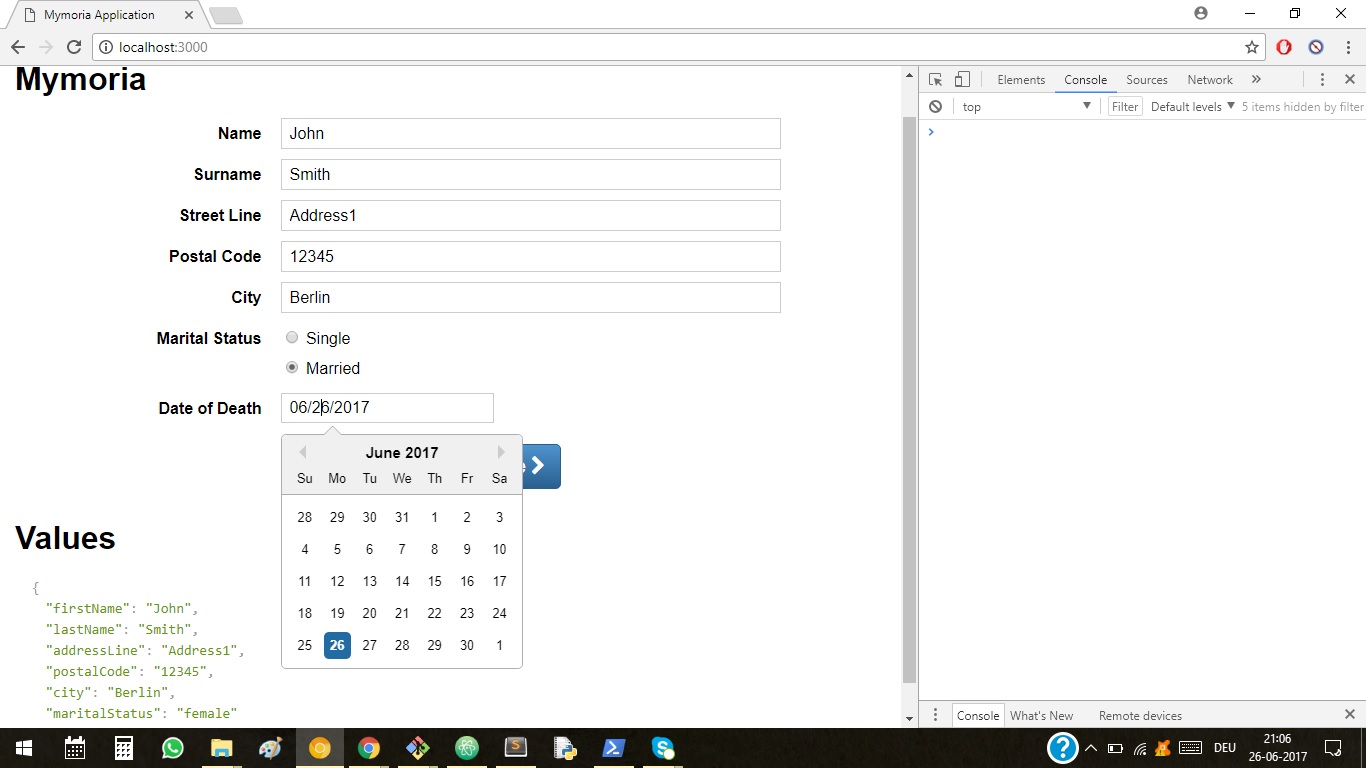 Mymoria Application
localhost:3000
Elements Console Sources Network »
top Filter Default levels 5 items hidden by filter
Mymoria
Name John
Surname Smith
Street Line Address1
Postal Code 12345
City Berlin
Marital Status Single
Married
Date of Death 06/26/2017
June 2017
Su Mo Tu We Th Fr Sa
28 29 30 31 1 2 3
4 5 6 7 8 9 10
11 12 13 14 15 16 17
18 19 20 21 22 23 24
25 26 27 28 29 30 1
Values
{
"firstName": "John",
"lastName": "Smith",
"addressLine": "Address1",
"postalCode": "12345",
"city": "Berlin",
"maritalStatus": "female"
Console What's New Remote devices
DEU 21:06
26-06-2017